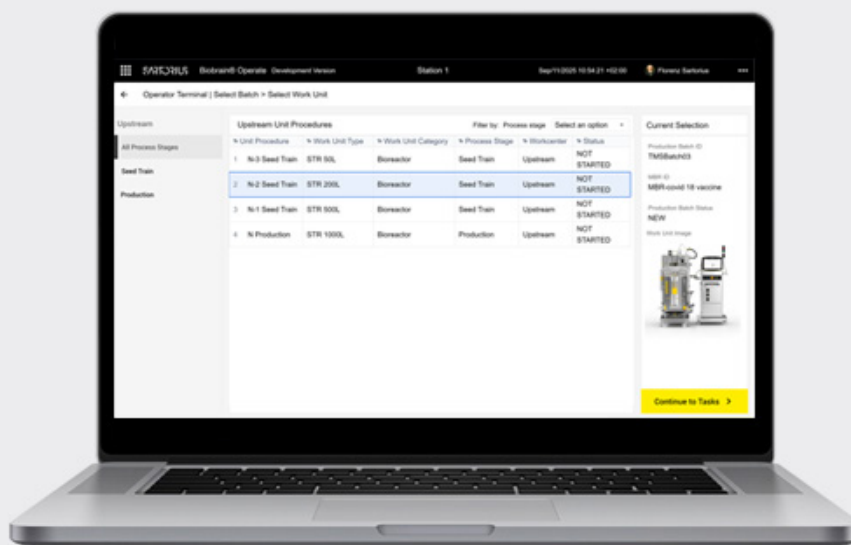 SARTORIUS Biobrain® Operate Development Version Station 1 Sep/11/2025 10:54:21 +02:00 Florenz Sartorius
Operator Terminal | Select Batch > Select Work Unit
Upstream
All Process Stages
Seed Train
Production
Upstream Unit Procedures Filter by: Process stage Select an option
Unit Procedure Work Unit Type Work Unit Category Process Stage Workcenter Status
1 N-3 Seed Train STR 50L Bioreactor Seed Train Upstream NOT STARTED
2 N-2 Seed Train STR 200L Bioreactor Seed Train Upstream NOT STARTED
3 N-1 Seed Train STR 500L Bioreactor Seed Train Upstream NOT STARTED
4 N Production STR 1000L Bioreactor Production Upstream NOT STARTED
Current Selection
Production Batch ID
TMSBatch03
MBR ID
MBR-covid 18 vaccine
Production Batch Status
NEW
Work Unit Image
Continue to Tasks